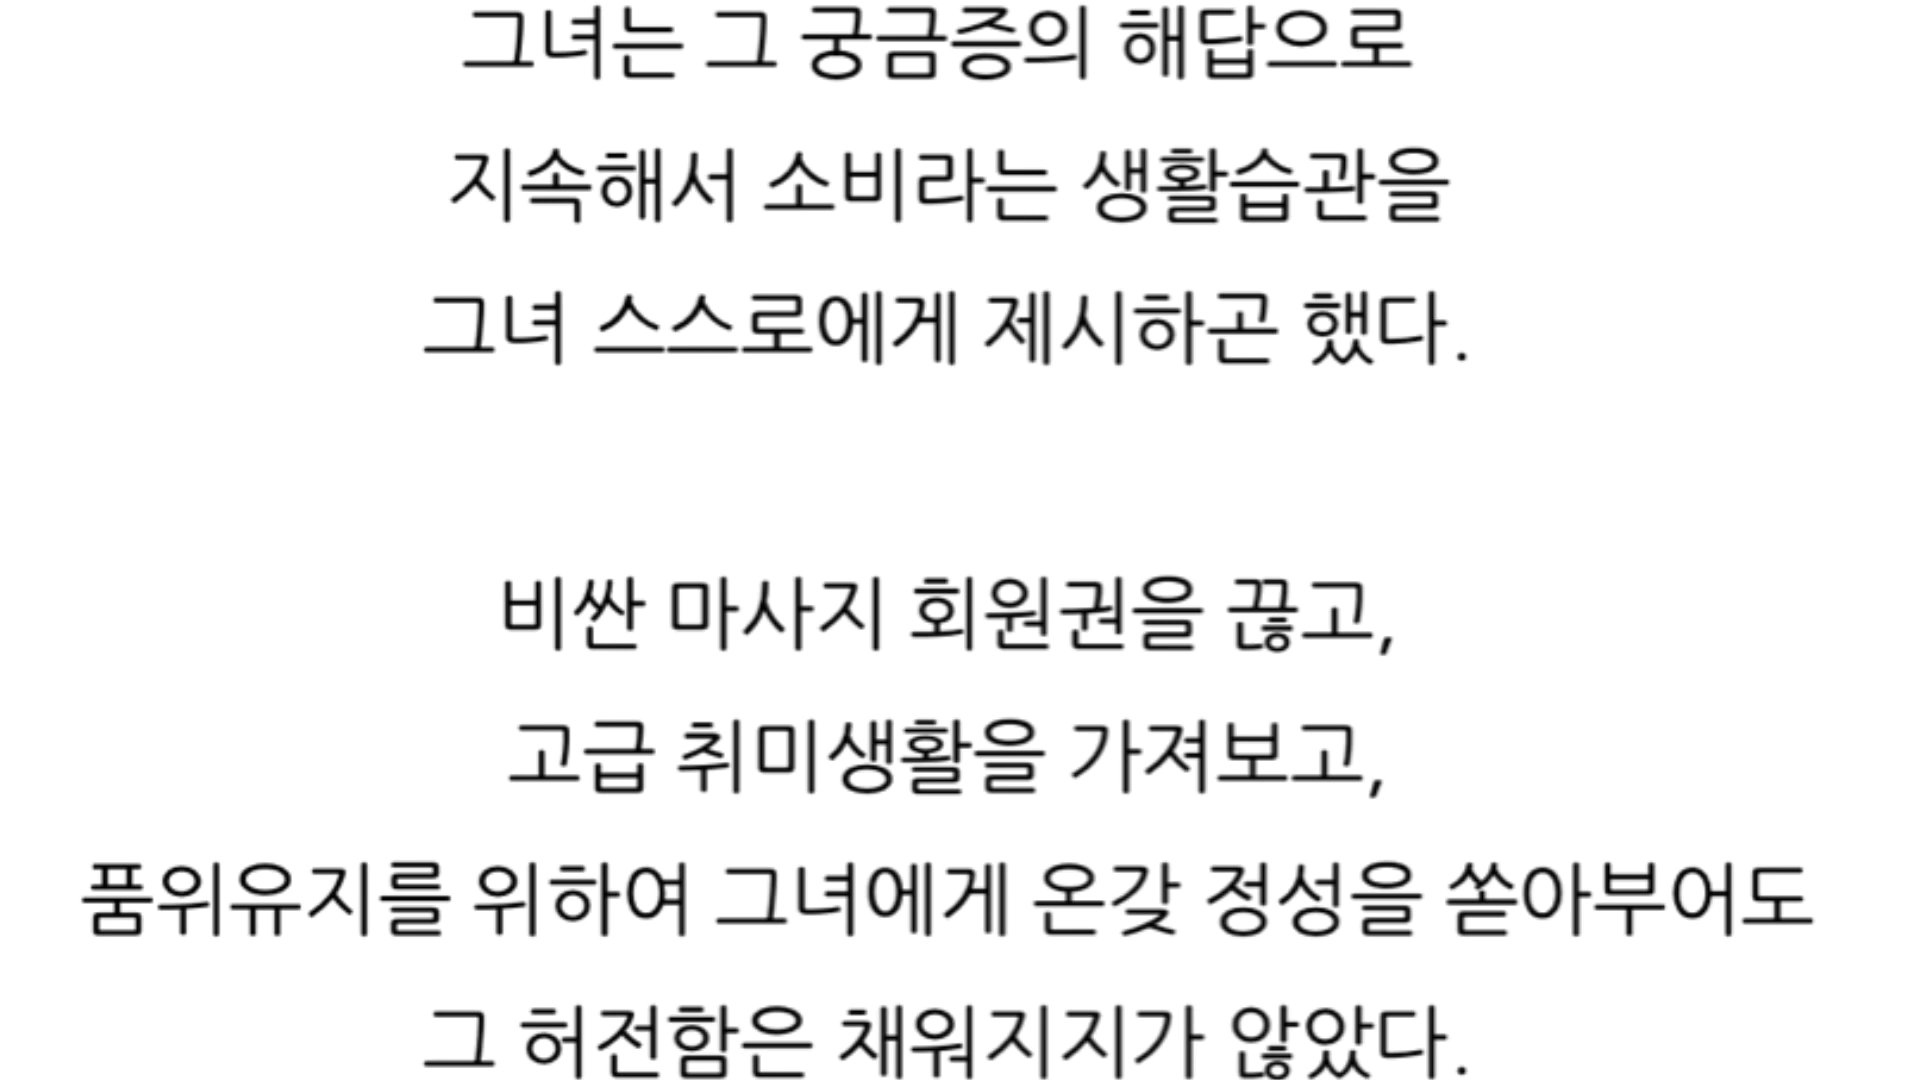 그녀는 그 궁금증의 해답으로
지속해서 소비라는 생활습관을
그녀 스스로에게 제시하곤 했다.
비싼 마사지 회원권을 끊고,
고급 취미생활을 가져보고,
품위유지를 위하여 그녀에게 온갖 정성을 쏟아부어도
그 허전함은 채워지지가 않았다.